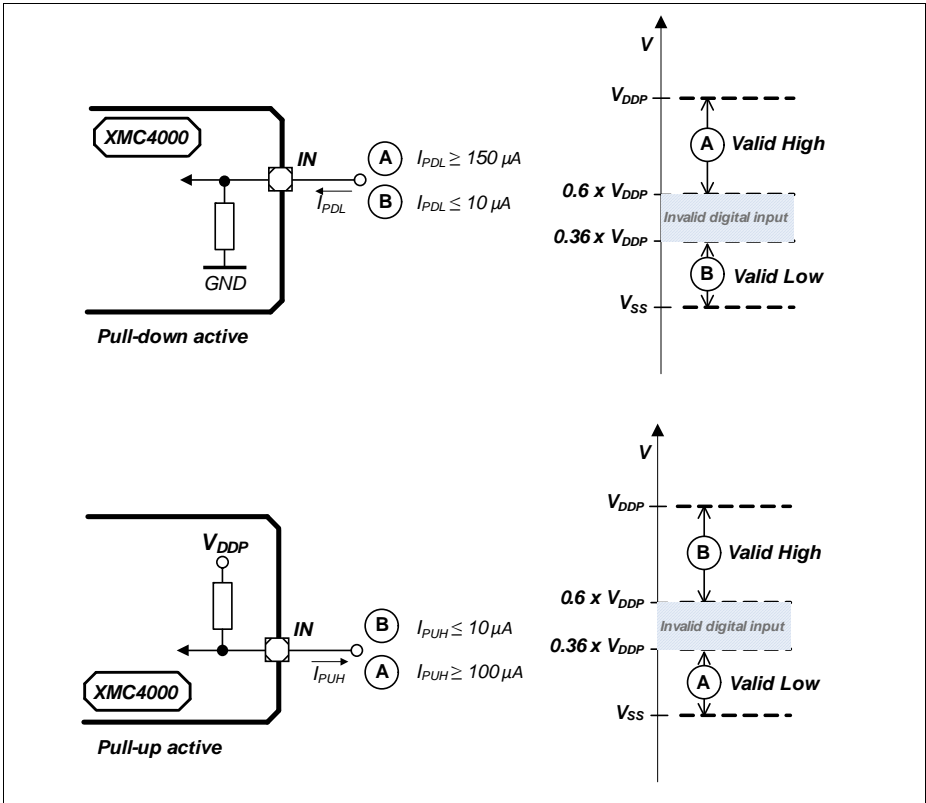 V
V_DDP
XMC4000
IN
A I_PDL ≥ 150 μA
A Valid High
I_PDL
B I_PDL ≤ 10 μA
0.6 x V_DDP
Invalid digital input
0.36 x V_DDP
GND
B Valid Low
V_SS
Pull-down active
V
V_DDP
V_DDP
B Valid High
IN
B I_PUH ≤ 10 μA
0.6 x V_DDP
Invalid digital input
0.36 x V_DDP
I_PUH
A I_PUH ≥ 100 μA
XMC4000
A Valid Low
V_SS
Pull-up active